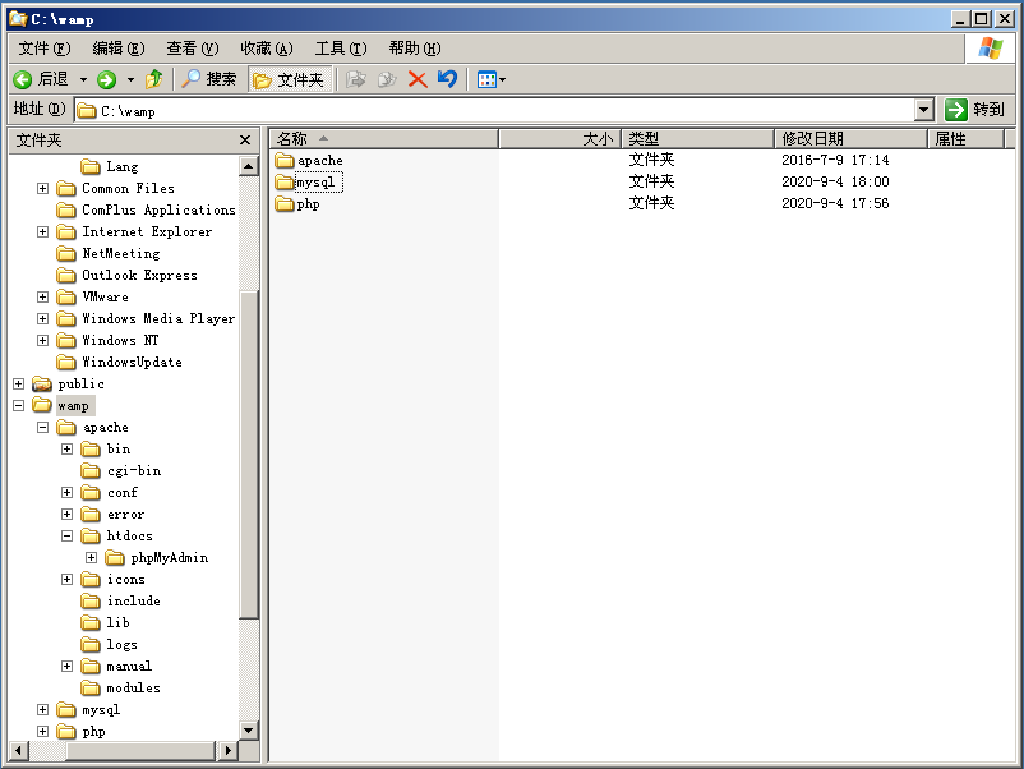 C:\wamp
文件(F) 编辑(E) 查看(V) 收藏(A) 工具(T) 帮助(H)
后退 搜索 文件夹
地址(D) C:\wamp 转到
文件夹
Lang
Common Files
ComPlus Applications
Internet Explorer
NetMeeting
Outlook Express
VMware
Windows Media Player
Windows NT
WindowsUpdate
public
wamp
apache
bin
cgi-bin
conf
error
htdocs
phpMyAdmin
icons
include
lib
logs
manual
modules
mysql
php
名称 大小 类型 修改日期 属性
apache 文件夹 2016-7-9 17:14
mysql 文件夹 2020-9-4 18:00
php 文件夹 2020-9-4 17:56